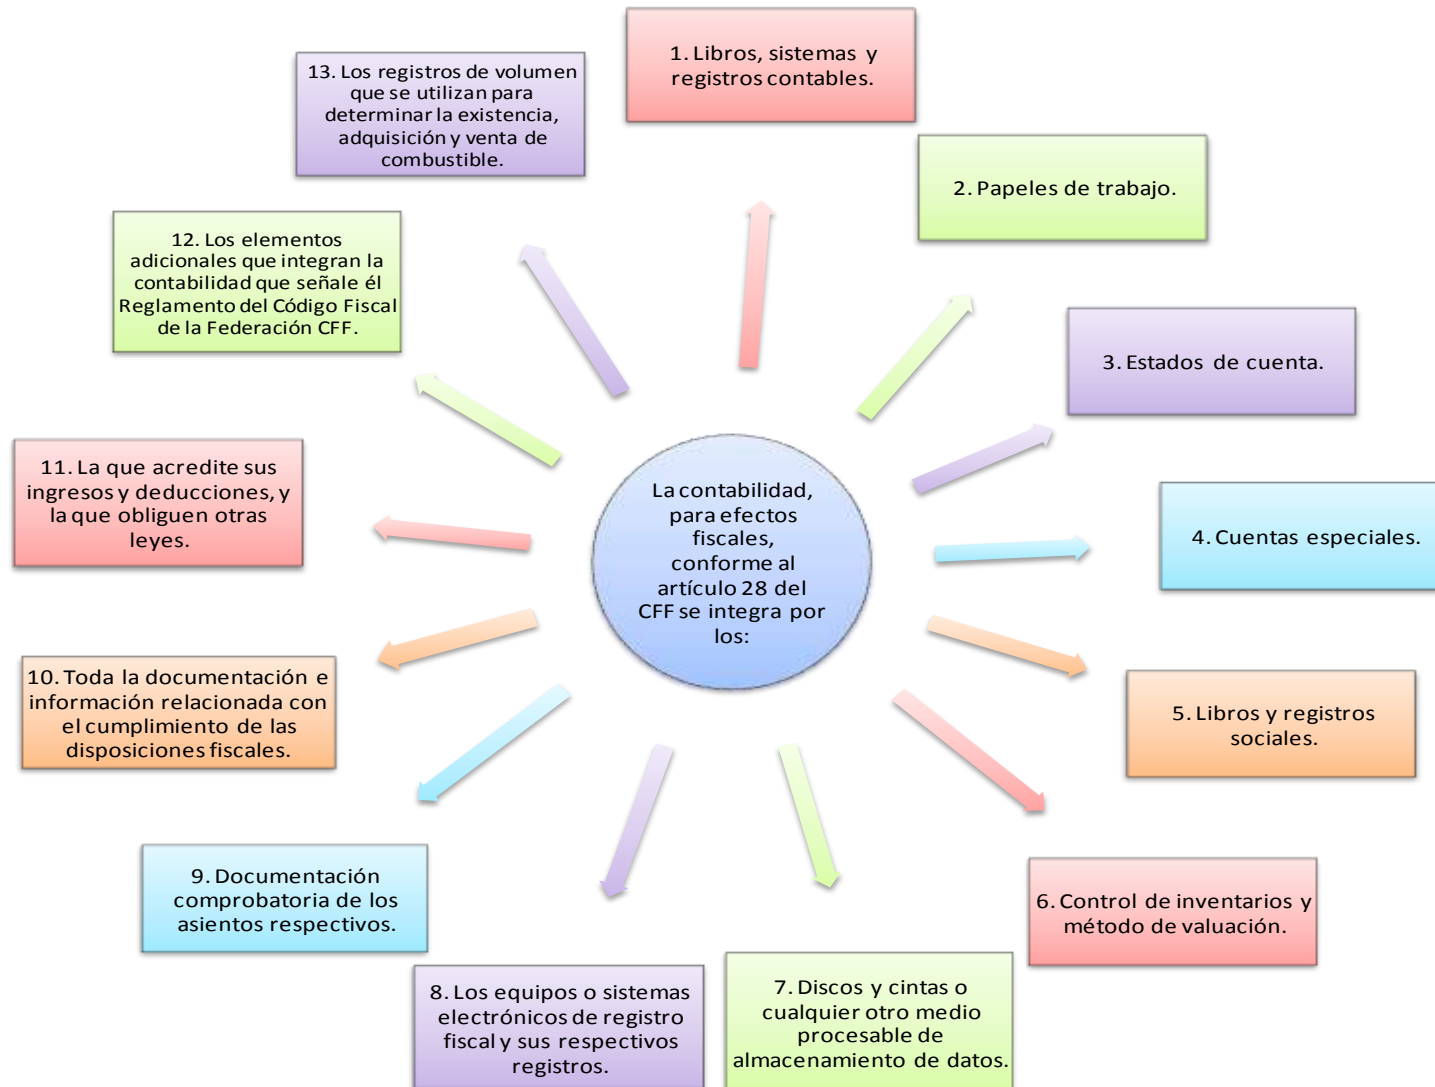 La contabilidad,
para efectos
fiscales,
conforme al
artículo 28 del
CFF se integra por
los:
1. Libros, sistemas y
registros contables.
2. Papeles de trabajo.
3. Estados de cuenta.
4. Cuentas especiales.
5. Libros y registros
sociales.
6. Control de inventarios y
método de valuación.
7. Discos y cintas o
cualquier otro medio
procesable de
almacenamiento de datos.
8. Los equipos o sistemas
electrónicos de registro
fiscal y sus respectivos
registros.
9. Documentación
comprobatoria de los
asientos respectivos.
10. Toda la documentación e
información relacionada con
el cumplimiento de las
disposiciones fiscales.
11. La que acredite sus
ingresos y deducciones, y
la que obliguen otras
leyes.
12. Los elementos
adicionales que integran la
contabilidad que señale él
Reglamento del Código Fiscal
de la Federación CFF.
13. Los registros de volumen
que se utilizan para
determinar la existencia,
adquisición y venta de
combustible.